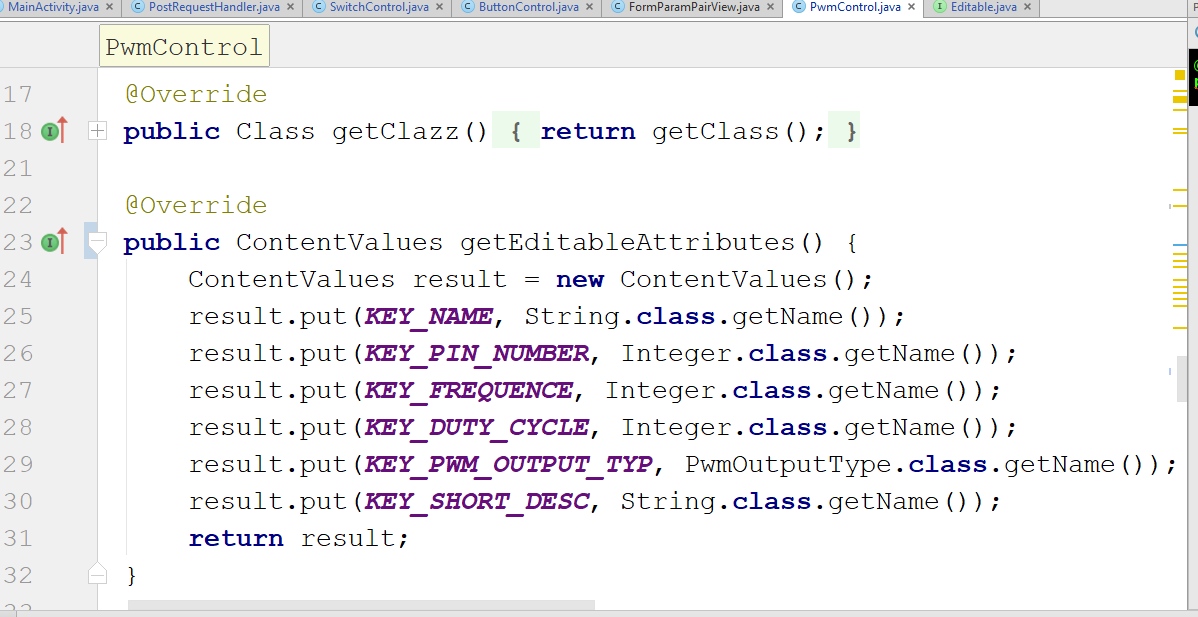 MainActivity.java PostRequestHandler.java SwitchControl.java ButtonControl.java FormParamPairView.java PwmControl.java Editable.java
PwmControl
17 @Override
18 public Class getClazz() { return getClass(); }
21
22 @Override
23 public ContentValues getEditableAttributes() {
24 ContentValues result = new ContentValues();
25 result.put(KEY_NAME, String.class.getName());
26 result.put(KEY_PIN_NUMBER, Integer.class.getName());
27 result.put(KEY_FREQUENCE, Integer.class.getName());
28 result.put(KEY_DUTY_CYCLE, Integer.class.getName());
29 result.put(KEY_PWM_OUTPUT_TYP, PwmOutputType.class.getName());
30 result.put(KEY_SHORT_DESC, String.class.getName());
31 return result;
32 }